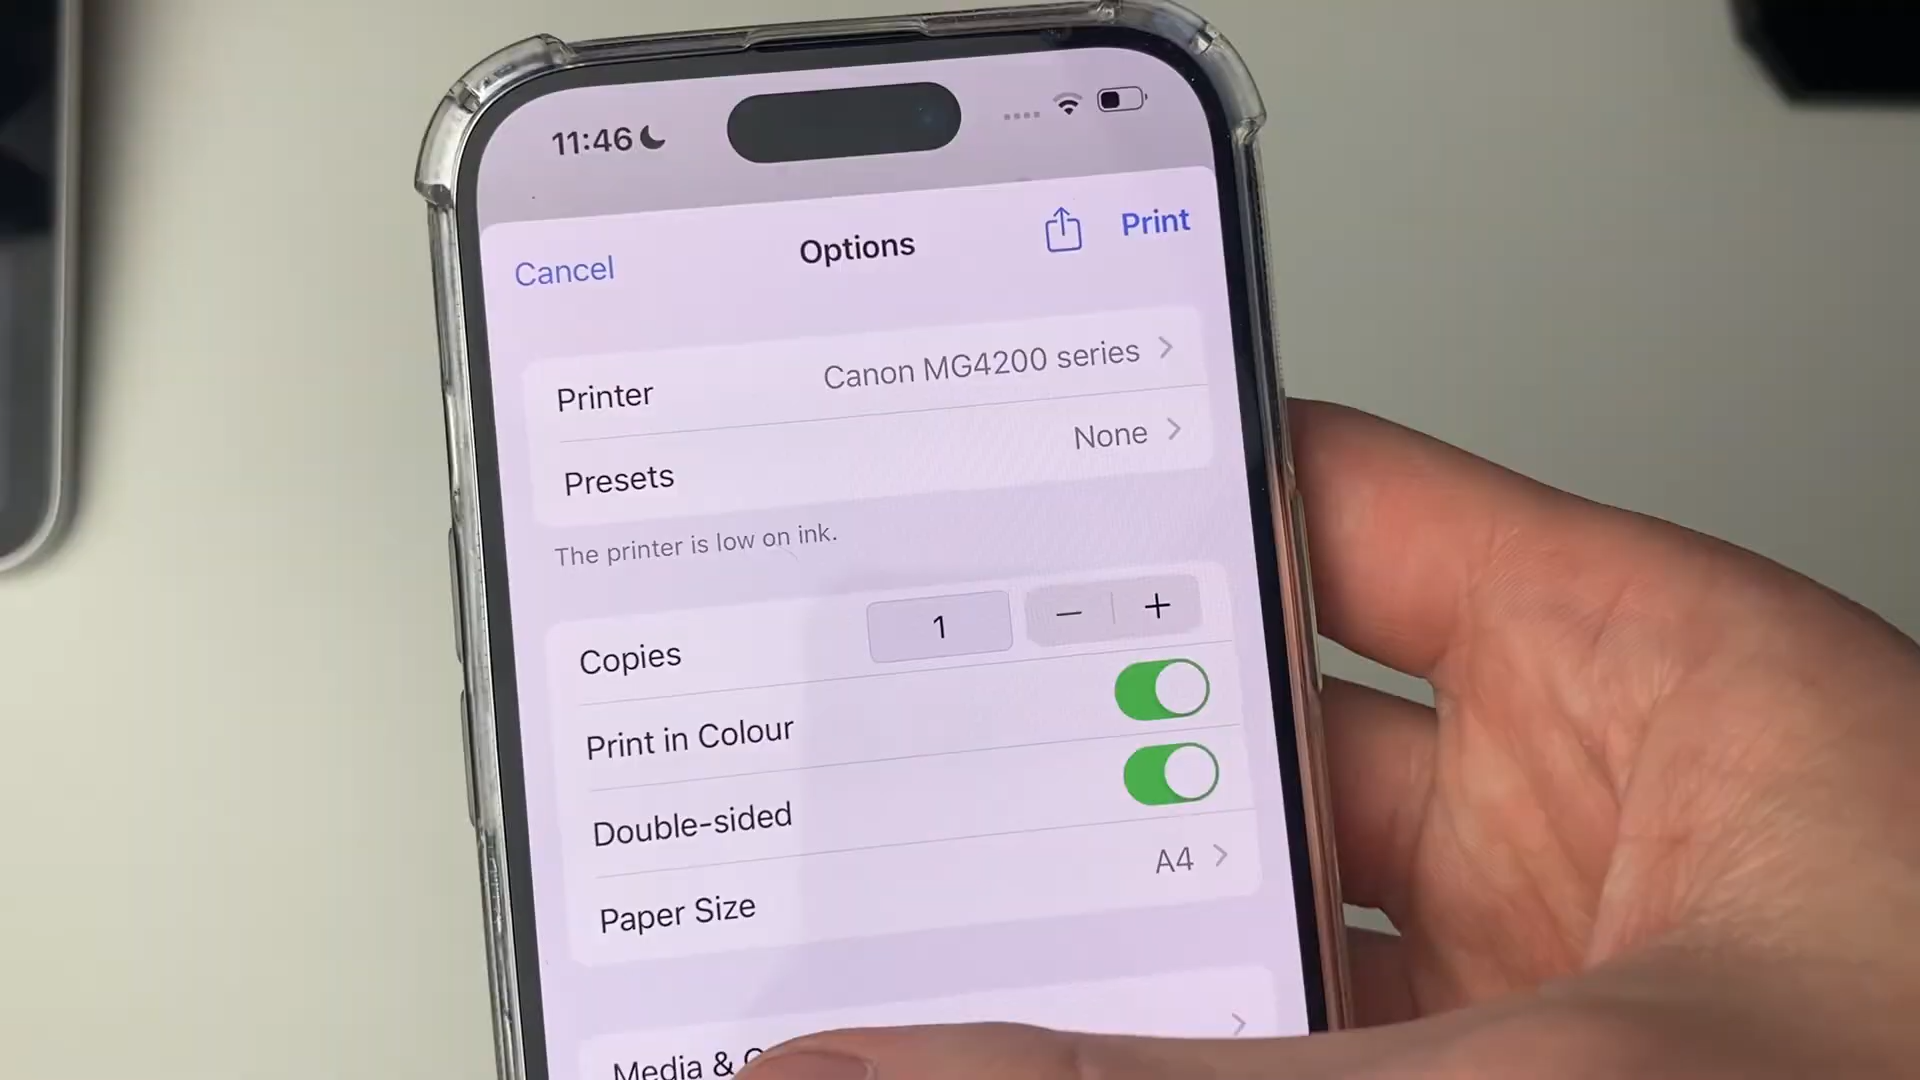 11:46
Cancel
Options
Print
Printer
Canon MG4200 series
Presets
None
The printer is low on ink.
Copies
1
Print in Colour
Double-sided
Paper Size
A4
Media &